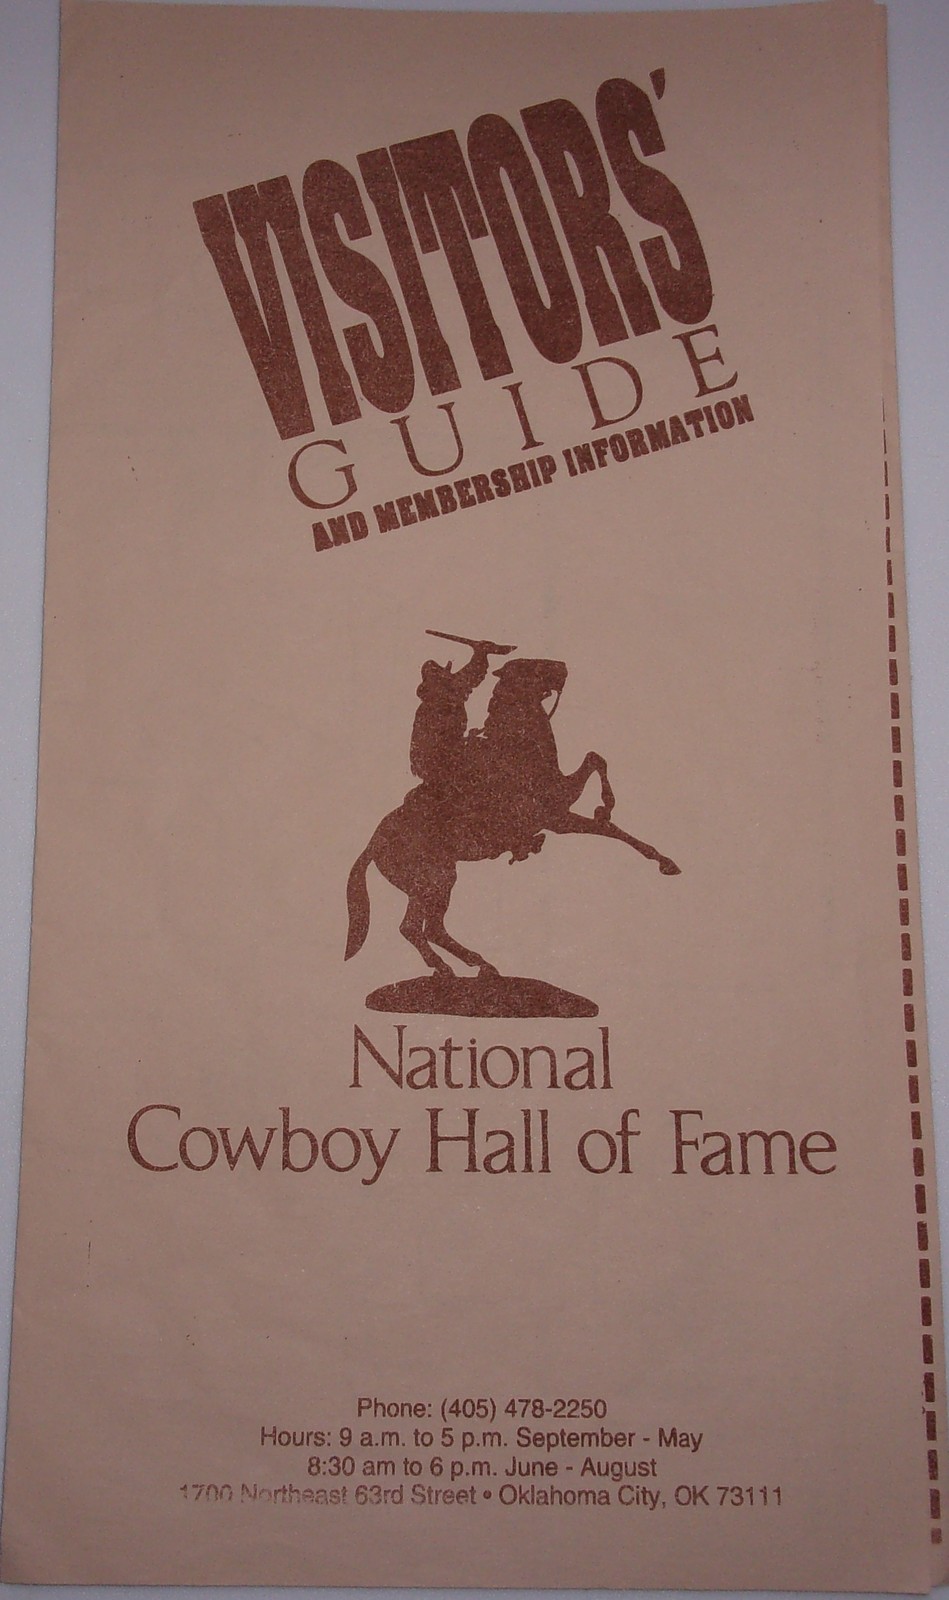 VISITORS'
GUIDE
AND MEMBERSHIP INFORMATION
National
Cowboy Hall of Fame
Phone: (405) 478-2250
Hours: 9 a.m. to 5 p.m. September - May
8:30 am to 6 p.m. June - August
1700 Northeast 63rd Street • Oklahoma City, OK 73111